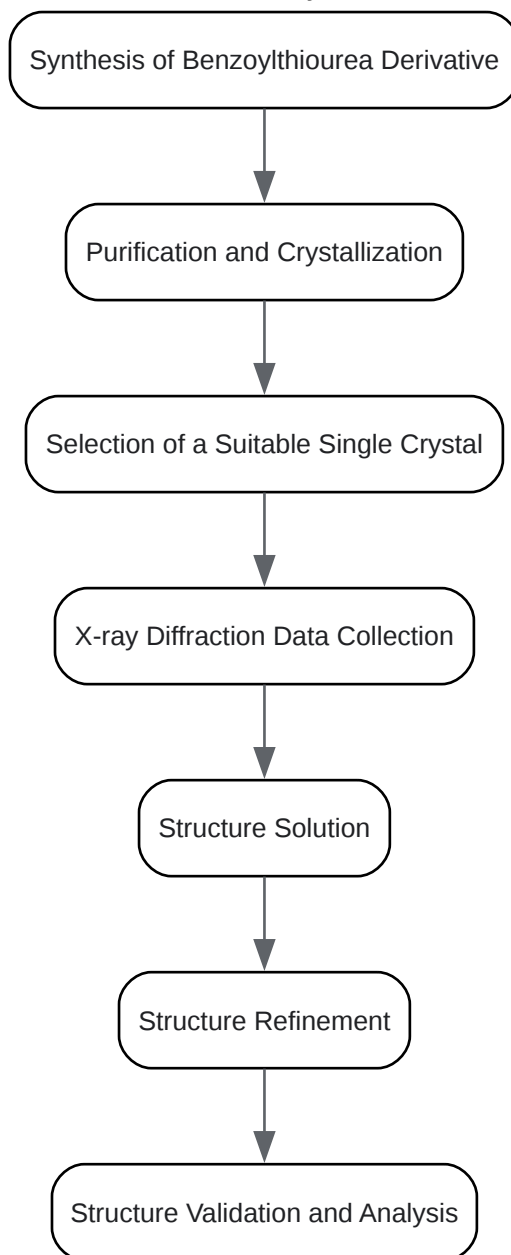 Synthesis of Benzoylthiourea Derivative
Purification and Crystallization
Selection of a Suitable Single Crystal
X-ray Diffraction Data Collection
Structure Solution
Structure Refinement
Structure Validation and Analysis